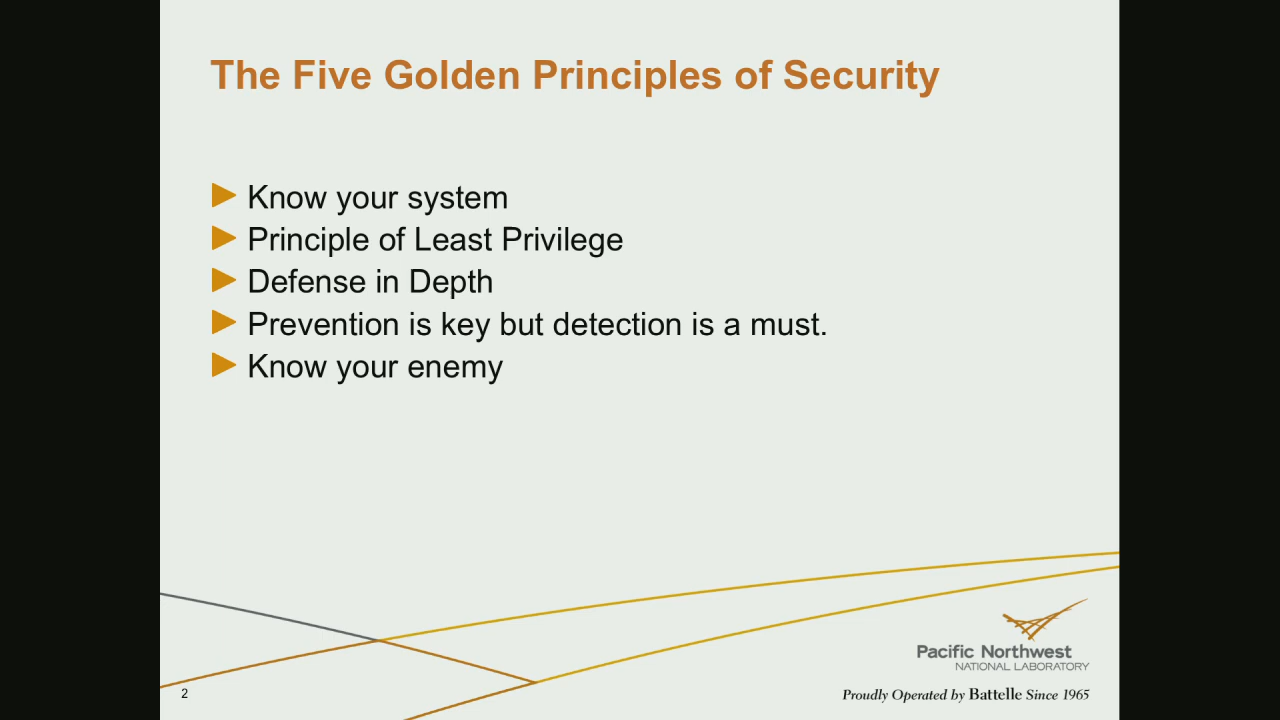 The Five Golden Principles of Security
Know your system
Principle of Least Privilege
Defense in Depth
Prevention is key but detection is a must.
Know your enemy
Pacific Northwest
NATIONAL LABORATORY
2
Proudly Operated by Battelle Since 1965